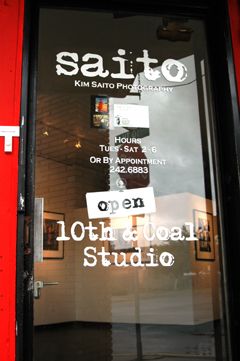 saito
Kim Saito Photography
Hours
Tues - Sat 2 - 6
Or By Appointment
242.6883
open
10th & Coal
Studio